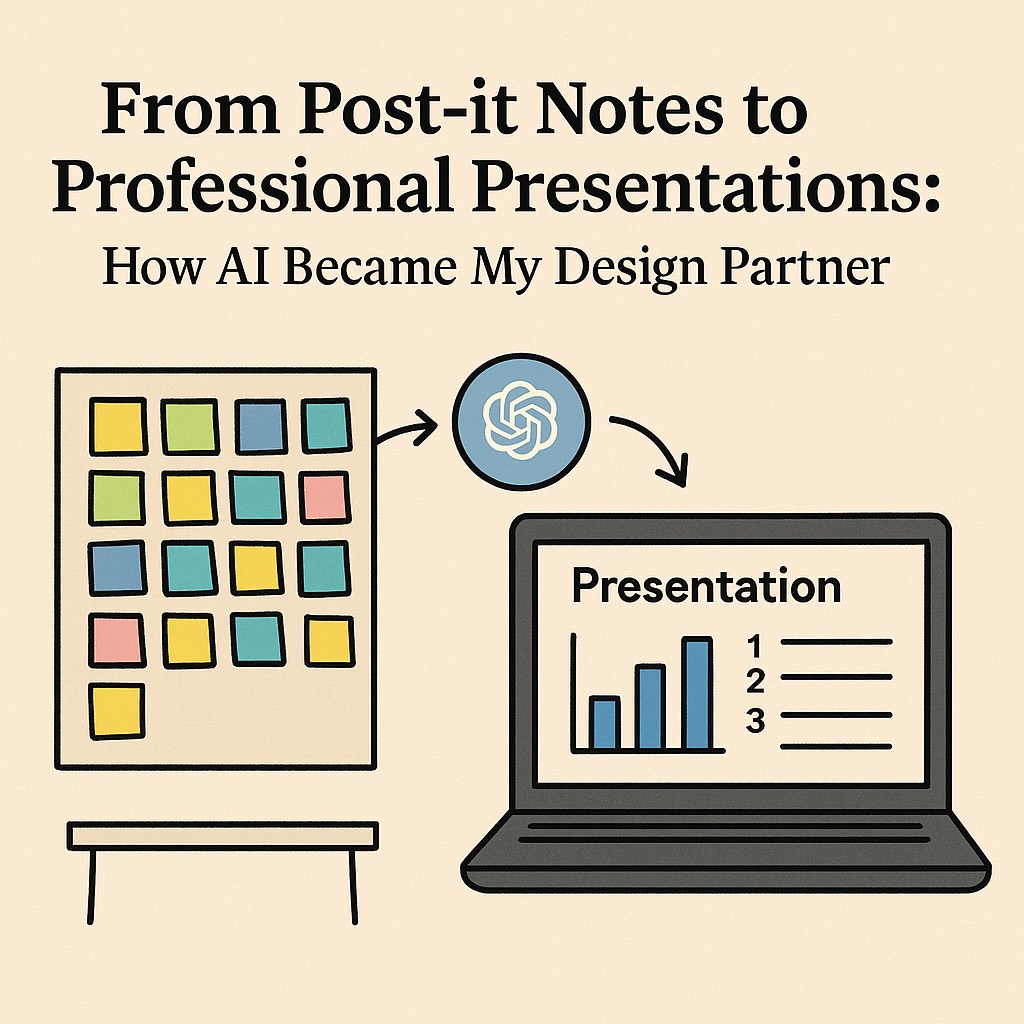 From Post-it Notes to
Professional Presentations:
How AI Became My Design Partner
Presentation
1
2
3